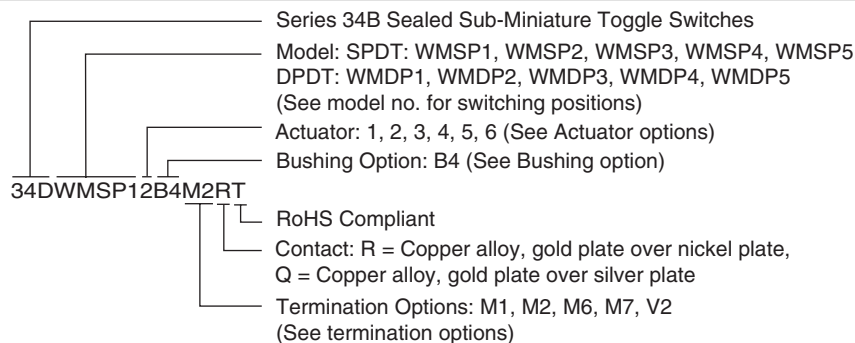 Series 34B Sealed Sub-Miniature Toggle Switches
Model: SPDT: WMSP1, WMSP2, WMSP3, WMSP4, WMSP5
DPDT: WMDP1, WMDP2, WMDP3, WMDP4, WMDP5
(See model no. for switching positions)
Actuator: 1, 2, 3, 4, 5, 6 (See Actuator options)
Bushing Option: B4 (See Bushing option)
34DWMSP12B4M2RT
RoHS Compliant
Contact: R = Copper alloy, gold plate over nickel plate,
Q = Copper alloy, gold plate over silver plate
Termination Options: M1, M2, M6, M7, V2
(See termination options)